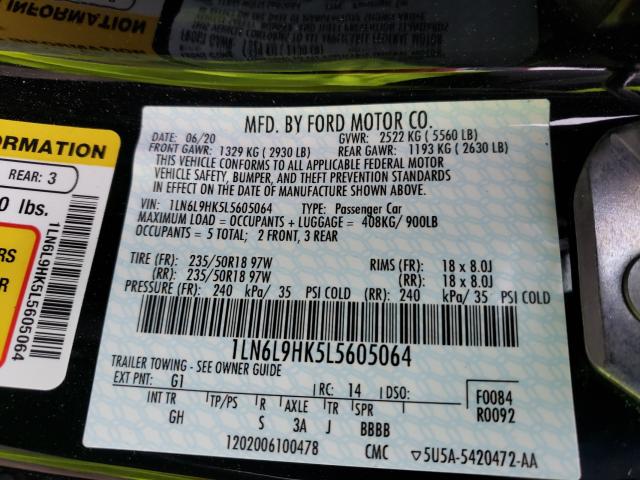 INFORMATION
FORMATION
REAR: 3
0 lbs.
1LN6L9HK5L5605064
MFD. BY FORD MOTOR CO.
DATE: 06/20 GVWR: 2522 KG ( 5560 LB)
FRONT GAWR: 1329 KG ( 2930 LB) REAR GAWR: 1193 KG ( 2630 LB)
THIS VEHICLE CONFORMS TO ALL APPLICABLE FEDERAL MOTOR
VEHICLE SAFETY, BUMPER, AND THEFT PREVENTION STANDARDS
IN EFFECT ON THE DATE OF MANUFACTURE SHOWN ABOVE.
VIN: 1LN6L9HK5L5605064 TYPE: Passenger Car
MAXIMUM LOAD = OCCUPANTS + LUGGAGE = 408KG/ 900LB
OCCUPANTS = 5 TOTAL; 2 FRONT, 3 REAR
TIRE (FR): 235/50R18 97W RIMS (FR): 18 x 8.0J
(RR): 235/50R18 97W (RR): 18 x 8.0J
PRESSURE (FR): 240 kPa/ 35 PSI COLD (RR): 240 kPa/ 35 PSI COLD
1LN6L9HK5L5605064
TRAILER TOWING - SEE OWNER GUIDE
EXT PNT: G1 RC: 14 DSO: F0084
R0092
INT TR TP/PS R AXLE TR SPR
GH S 3A J BBBB
1202006100478 CMC ▽5U5A-5420472-AA